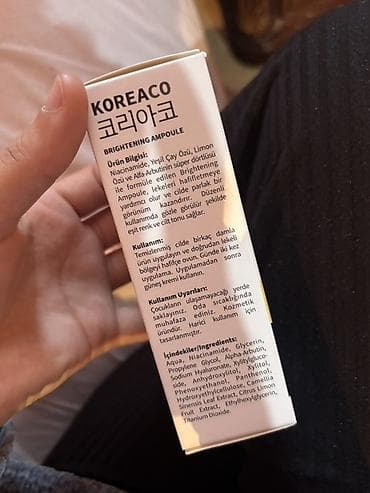 KOREACO
코리아코
BRIGHTENING AMPOULE
Ürün Bilgisi:
Niacinamide, Yeşil Çay Özü, Limon
Özü ve Alfa Arbutinin süper dörtlüsü
ile formüle edilen Brightening
Ampoule, lekeleri hafifletmeye
yardımcı olur ve cilde parlak bir
görünüm kazandırır. Düzenli
kullanımda gözle görülür şekilde
eşit renk ve cilt tonu sağlar.
Kullanım:
Temizlenmiş cilde birkaç damla
ürün uygulayın ve doğrudan lekeli
bölgeyi hafifçe ovun. Günde iki kez
uygulama. Uygulamadan sonra
güneş kremi kullanın.
Kullanım Uyarıları:
Çocukların ulaşamayacağı yerde
saklayınız. Oda sıcaklığında
muhafaza ediniz. Kozmetik
üründür. Harici kullanım için
tasarlanmıştır.
İçindekiler/Ingredients:
Aqua, Niacinamide, Glycerin,
Propylene Glycol, Alpha-Arbutin,
Sodium Hyaluronate, Xylitylgluco-
side, Anhydroxylitol, Xylitol,
Phenoxyethanol, Panthenol,
Hydroxyethylcellulose, Camellia
Sinensis Leaf Extract, Citrus Limon
Fruit Extract, Ethylhexylglycerin,
Titanium Dioxide.